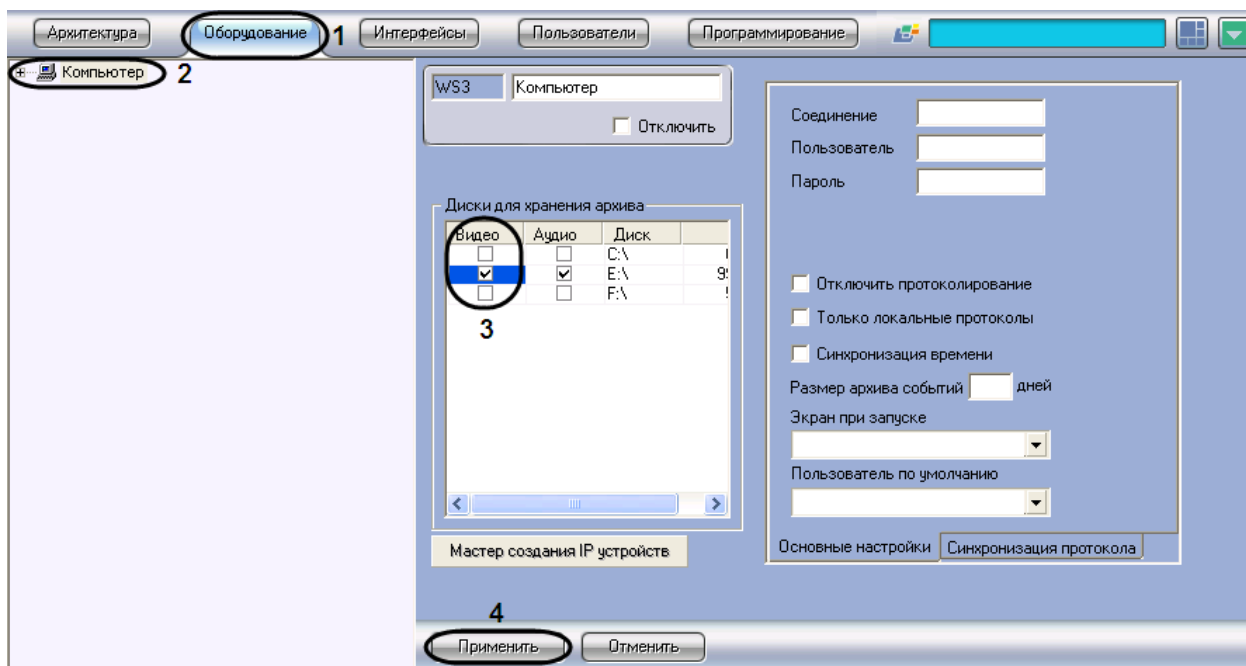 Архитектура Оборудование 1 Интерфейсы Пользователи Программирование
Компьютер 2
WS3 Компьютер
Отключить
Соединение
Пользователь
Пароль
Диски для хранения архива
Видео Аудио Диск
C:\
E:\
F:\
3
Отключить протоколирование
Только локальные протоколы
Синхронизация времени
Размер архива событий дней
Экран при запуске
Пользователь по умолчанию
Основные настройки Синхронизация протокола
Мастер создания IP устройств
4
Применить Отменить